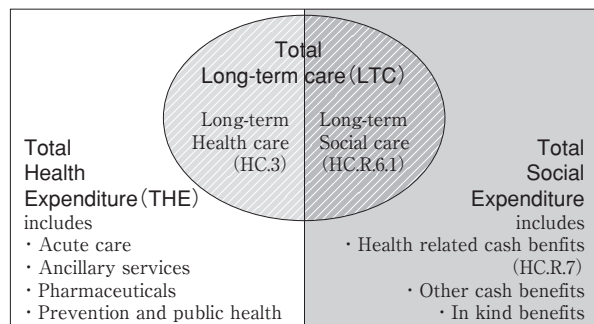 Total
Long-term care(LTC)
Long-term
Health care
(HC.3)
Long-term
Social care
(HC.R.6.1)
Total
Health
Expenditure(THE)
includes
・Acute care
・Ancillary services
・Pharmaceuticals
・Prevention and public health
Total
Social
Expenditure
includes
・Health related cash benfits
(HC.R.7)
・Other cash benefits
・In kind benefits